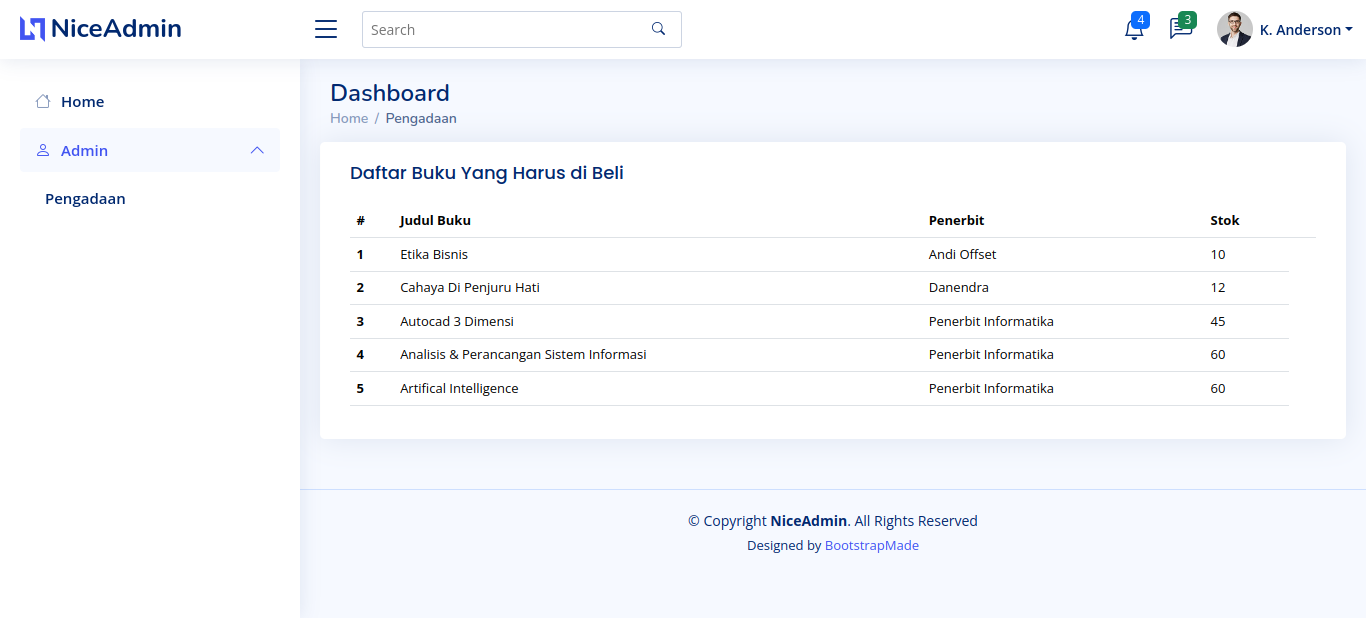 NiceAdmin
Search
4
3
K. Anderson
Home
Admin
Pengadaan
Dashboard
Home / Pengadaan
Daftar Buku Yang Harus di Beli
# Judul Buku Penerbit Stok
1 Etika Bisnis Andi Offset 10
2 Cahaya Di Penjuru Hati Danendra 12
3 Autocad 3 Dimensi Penerbit Informatika 45
4 Analisis & Perancangan Sistem Informasi Penerbit Informatika 60
5 Artifical Intelligence Penerbit Informatika 60
© Copyright NiceAdmin. All Rights Reserved
Designed by BootstrapMade